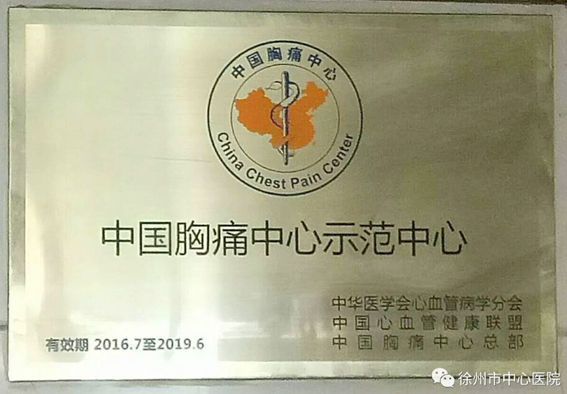 中国胸痛中心
China Chest Pain Center
中国胸痛中心示范中心
中华医学会心血管病学分会
中国心血管健康联盟
中国胸痛中心总部
有效期 2016.7至2019.6
徐州市中心医院